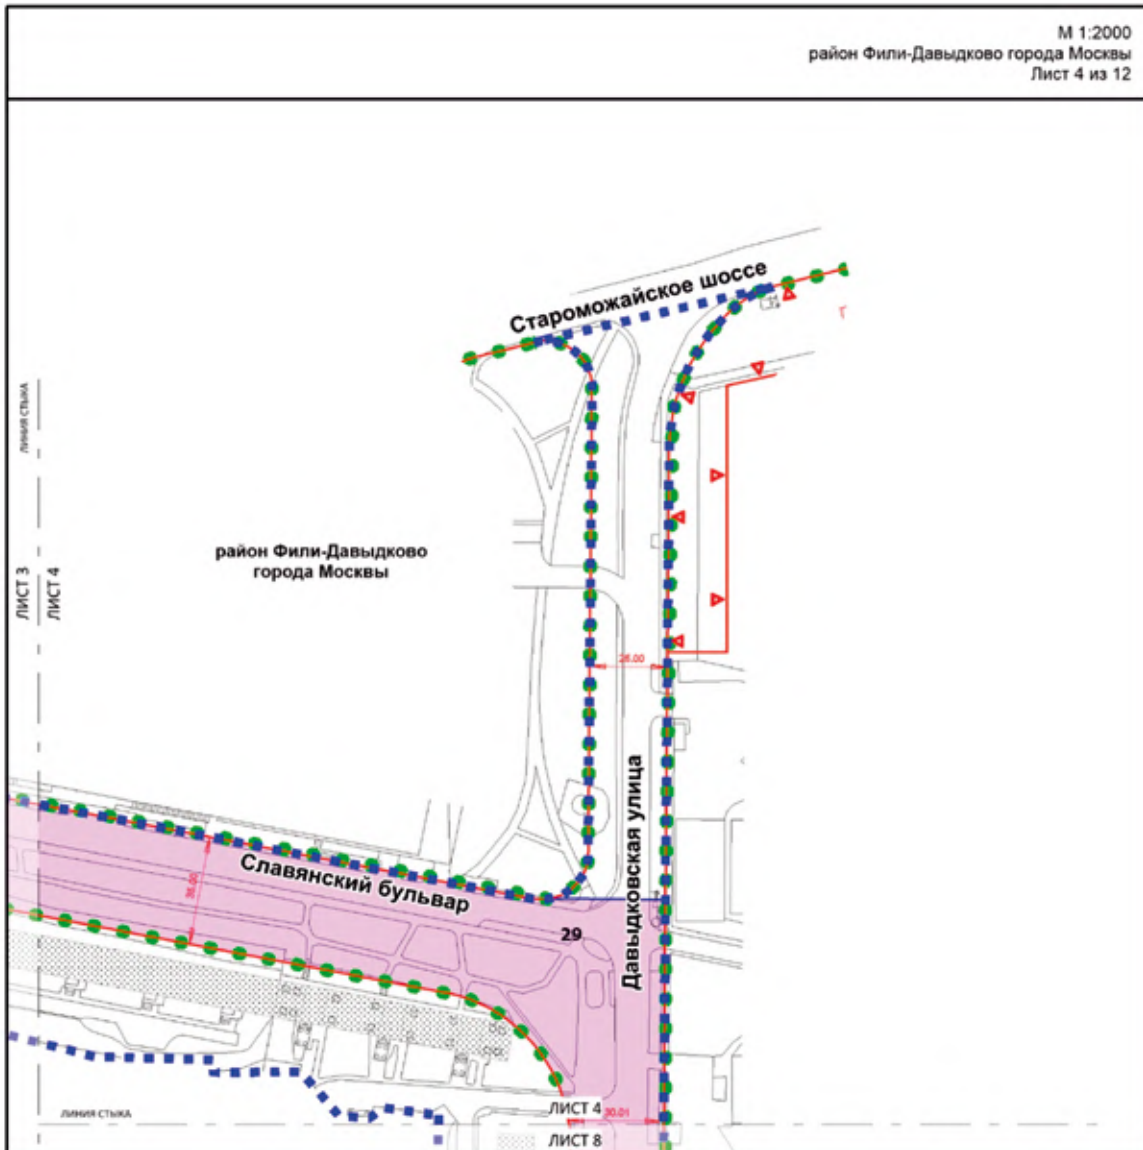 М 1:2000
район Фили-Давыдково города Москвы
Лист 4 из 12
Староможайское шоссе
ЛИНИЯ СТЫКА
район Фили-Давыдково
города Москвы
ЛИСТ 3
ЛИСТ 4
26.00
Давыдковская улица
Славянский бульвар
29
ЛИНИЯ СТЫКА
ЛИСТ 4
30.01
ЛИСТ 8